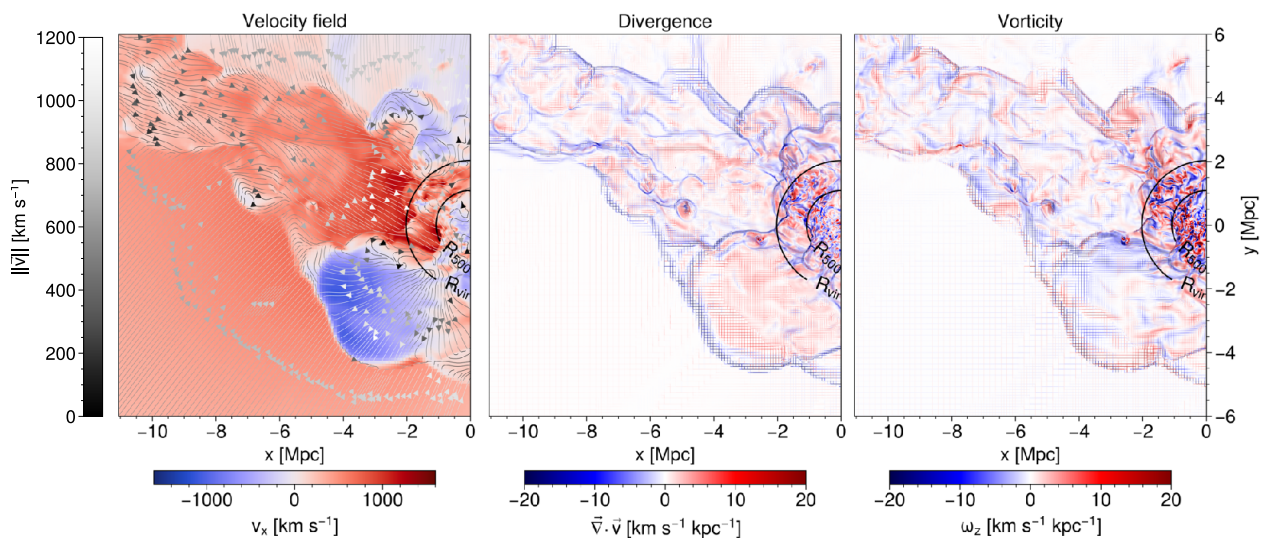 Velocity field
Divergence
Vorticity
1200
1000
800
600
400
200
0
||v⃗|| [km s⁻¹]
R500
Rvir
R500
Rvir
R500
Rvir
6
4
2
0
−2
−4
−6
y [Mpc]
−10 −8 −6 −4 −2 0
−10 −8 −6 −4 −2 0
−10 −8 −6 −4 −2 0
x [Mpc]
x [Mpc]
x [Mpc]
−1000 0 1000
−20 −10 0 10 20
−20 −10 0 10 20
vₓ [km s⁻¹]
∇⃗·v⃗ [km s⁻¹ kpc⁻¹]
ω_z [km s⁻¹ kpc⁻¹]